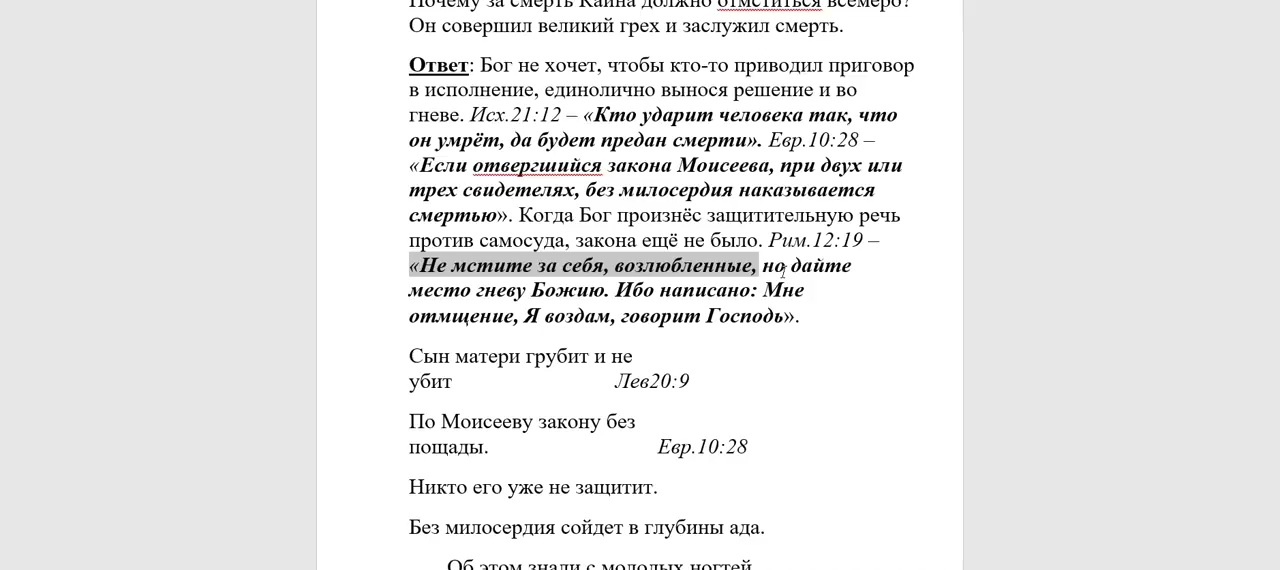 Почему за смерть Каина должно отмститься всемеро?
Он совершил великий грех и заслужил смерть.
Ответ: Бог не хочет, чтобы кто-то приводил приговор
в исполнение, единолично вынося решение и во
гневе. Исх.21:12 – «Кто ударит человека так, что
он умрёт, да будет предан смерти». Евр.10:28 –
«Если отвергшийся закона Моисеева, при двух или
трех свидетелях, без милосердия наказывается
смертью». Когда Бог произнёс защитительную речь
против самосуда, закона ещё не было. Рим.12:19 –
«Не мстите за себя, возлюбленные, но дайте
место гневу Божию. Ибо написано: Мне
отмщение, Я воздам, говорит Господь».
Сын матери грубит и не
убит Лев20:9
По Моисееву закону без
пощады. Евр.10:28
Никто его уже не защитит.
Без милосердия сойдет в глубины ада.
Об этом знали с молодых ногтей